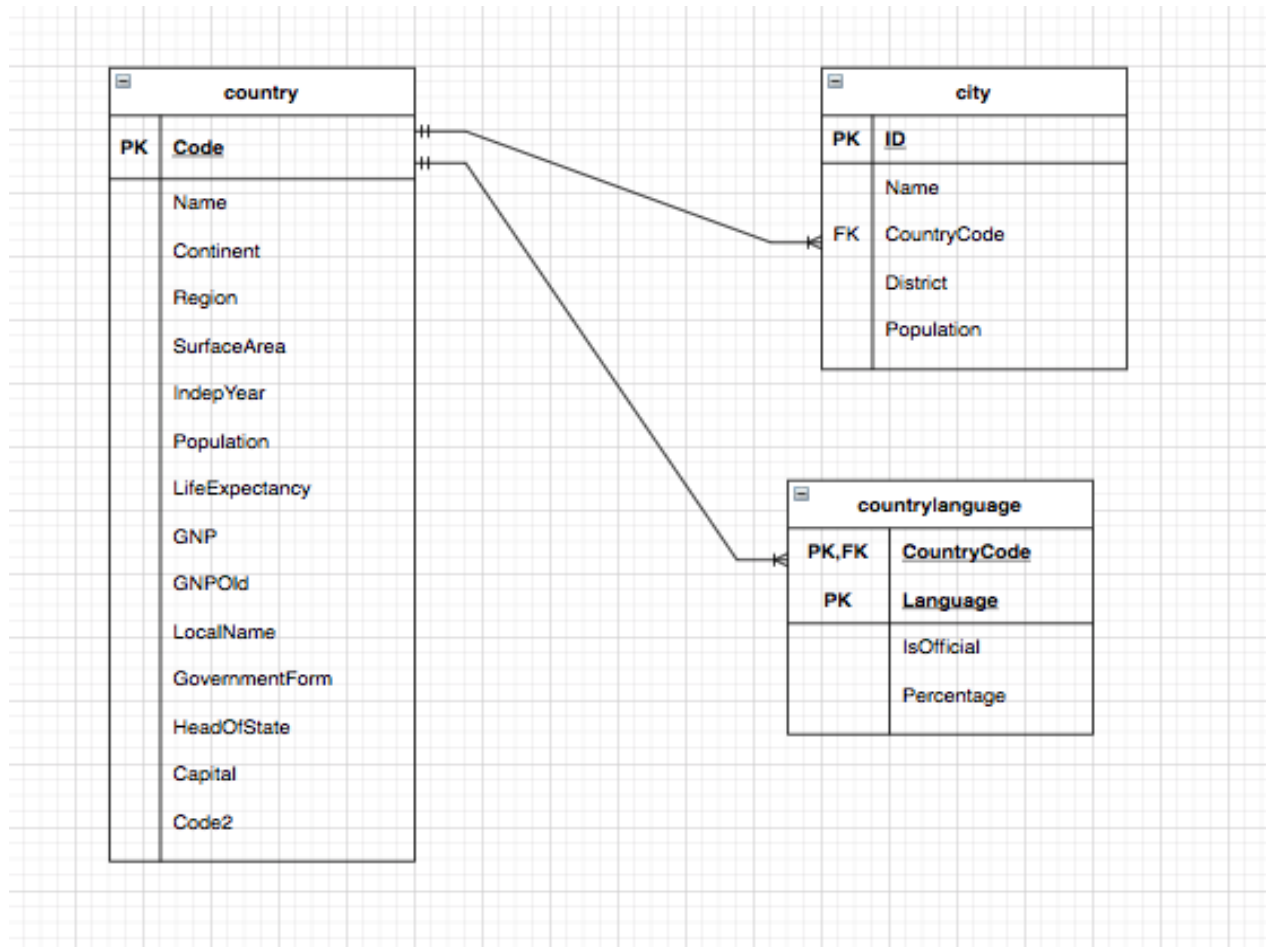 country
PK Code
Name
Continent
Region
SurfaceArea
IndepYear
Population
LifeExpectancy
GNP
GNPOld
LocalName
GovernmentForm
HeadOfState
Capital
Code2
city
PK ID
Name
FK CountryCode
District
Population
countrylanguage
PK,FK CountryCode
PK Language
IsOfficial
Percentage